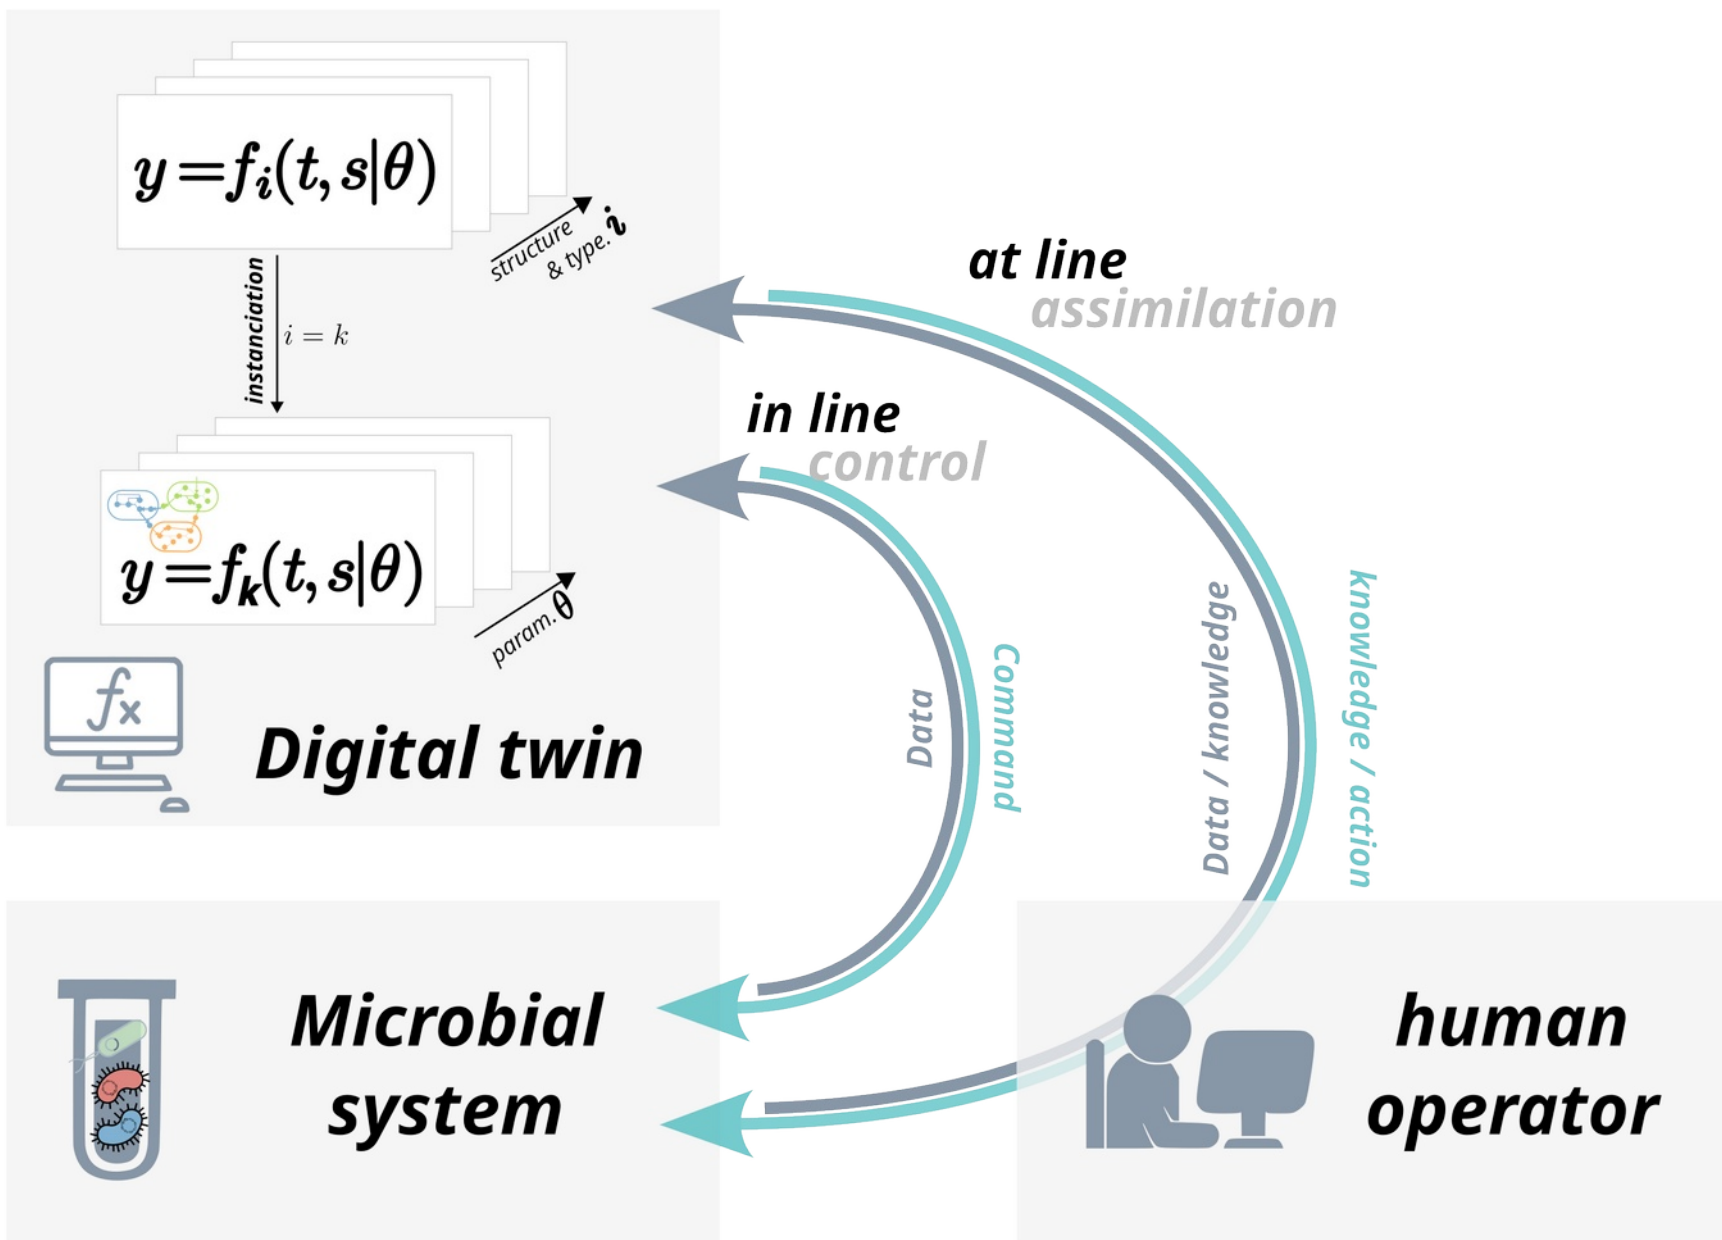 y=f_i(t,s|θ)
structure
& type. i
instanciation
i = k
y=f_k(t,s|θ)
param. θ
fx
Digital twin
at line
assimilation
in line
control
Data
Command
Data / knowledge
knowledge / action
Microbial
system
human
operator